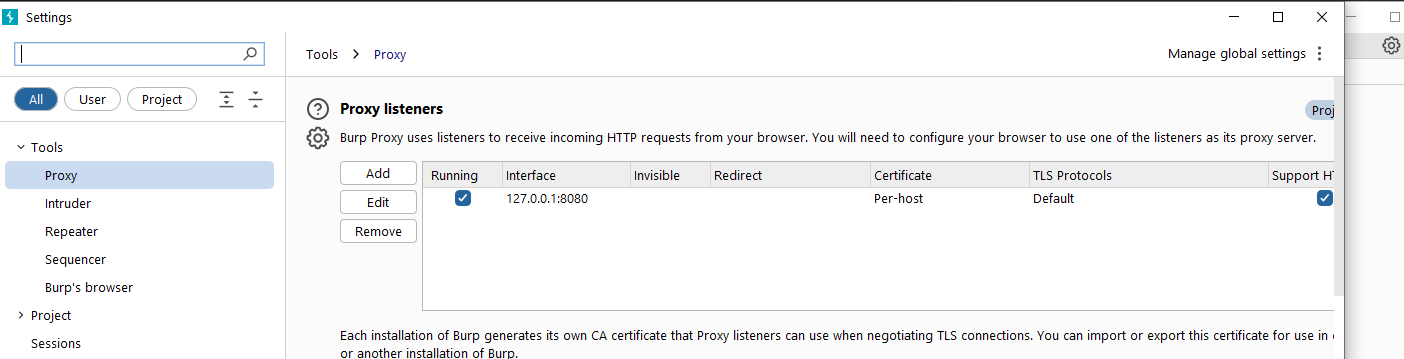 Settings
Tools > Proxy
Manage global settings
All User Project
Tools
Proxy
Intruder
Repeater
Sequencer
Burp's browser
Project
Sessions
Proxy listeners
Burp Proxy uses listeners to receive incoming HTTP requests from your browser. You will need to configure your browser to use one of the listeners as its proxy server.
Add
Edit
Remove
Running Interface Invisible Redirect Certificate TLS Protocols Support
127.0.0.1:8080 Per-host Default
Each installation of Burp generates its own CA certificate that Proxy listeners can use when negotiating TLS connections. You can import or export this certificate for use in
or another installation of Burp.